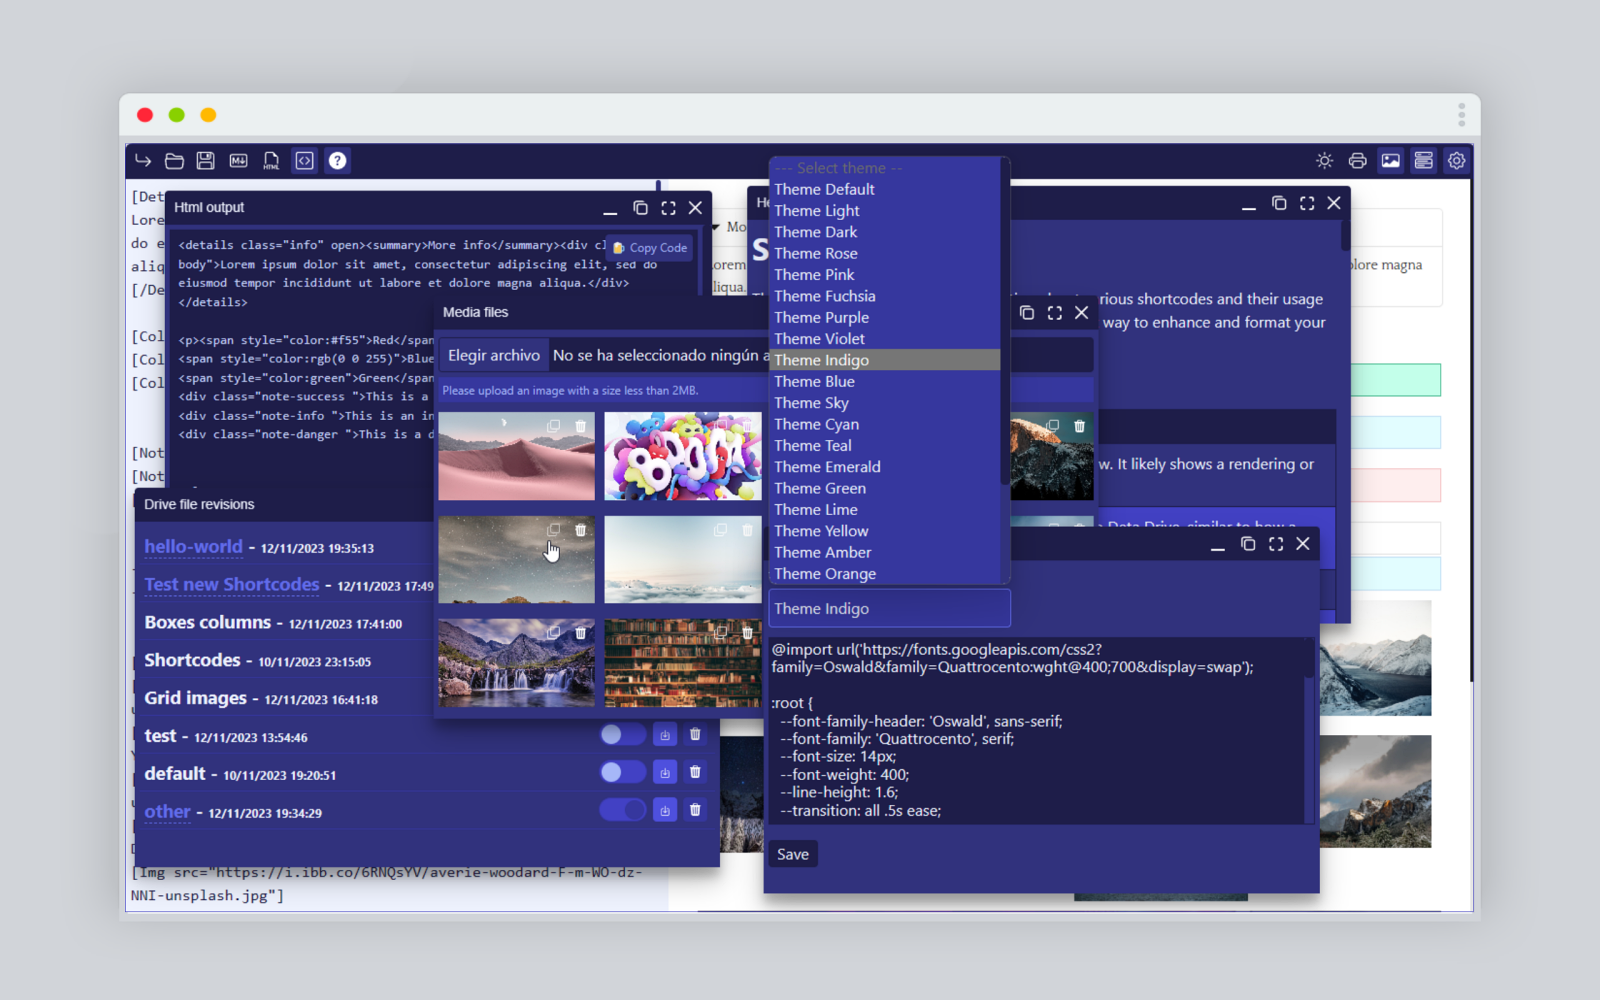 [Det
Lore
do e
aliq
[/De
[Col
[Col
[Col
[Not
[Not
[Img src="https://i.ibb.co/6RNQsYV/averie-woodard-F-m-WO-dz-
NNI-unsplash.jpg"]
Html output
Copy Code
<details class="info" open><summary>More info</summary><div cl
body">Lorem ipsum dolor sit amet, consectetur adipiscing elit, sed do
eiusmod tempor incididunt ut labore et dolore magna aliqua.</div>
</details>
<p><span style="color:#f55">Red</span
<span style="color:rgb(0 0 255)">Blue
<span style="color:green">Green</sp
<div class="note-success ">This is a
<div class="note-info ">This is an in
<div class="note-danger ">This is a d
Media files
Elegir archivo No se ha seleccionado ningún a
Please upload an image with a size less than 2MB.
Drive file revisions
hello-world - 12/11/2023 19:35:13
Test new Shortcodes - 12/11/2023 17:49
Boxes columns - 12/11/2023 17:41:00
Shortcodes - 10/11/2023 23:15:05
Grid images - 12/11/2023 16:41:18
test - 12/11/2023 13:54:46
default - 10/11/2023 19:20:51
other - 12/11/2023 19:34:29
--- Select theme --
Theme Default
Theme Light
Theme Dark
Theme Rose
Theme Pink
Theme Fuchsia
Theme Purple
Theme Violet
Theme Indigo
Theme Blue
Theme Sky
Theme Cyan
Theme Teal
Theme Emerald
Theme Green
Theme Lime
Theme Yellow
Theme Amber
Theme Orange
Theme Indigo
@import url('https://fonts.googleapis.com/css2?
family=Oswald&family=Quattrocento:wght@400;700&display=swap');
:root {
--font-family-header: 'Oswald', sans-serif;
--font-family: 'Quattrocento', serif;
--font-size: 14px;
--font-weight: 400;
--line-height: 1.6;
--transition: all .5s ease;
Save
He
S
Mo
orem
liqua.
rious shortcodes and their usage
way to enhance and format your
w. It likely shows a rendering or
Data Drive, similar to how a
olore magna